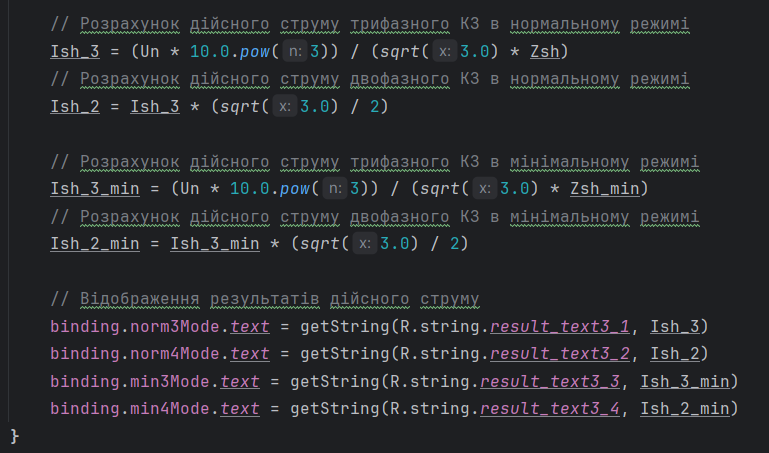 // Розрахунок дійсного струму трифазного КЗ в нормальному режимі
Ish_3 = (Un * 10.0.pow( n: 3)) / (sqrt( x: 3.0) * Zsh)
// Розрахунок дійсного струму двофазного КЗ в нормальному режимі
Ish_2 = Ish_3 * (sqrt( x: 3.0) / 2)
// Розрахунок дійсного струму трифазного КЗ в мінімальному режимі
Ish_3_min = (Un * 10.0.pow( n: 3)) / (sqrt( x: 3.0) * Zsh_min)
// Розрахунок дійсного струму двофазного КЗ в мінімальному режимі
Ish_2_min = Ish_3_min * (sqrt( x: 3.0) / 2)
// Відображення результатів дійсного струму
binding.norm3Mode.text = getString(R.string.result_text3_1, Ish_3)
binding.norm4Mode.text = getString(R.string.result_text3_2, Ish_2)
binding.min3Mode.text = getString(R.string.result_text3_3, Ish_3_min)
binding.min4Mode.text = getString(R.string.result_text3_4, Ish_2_min)
}